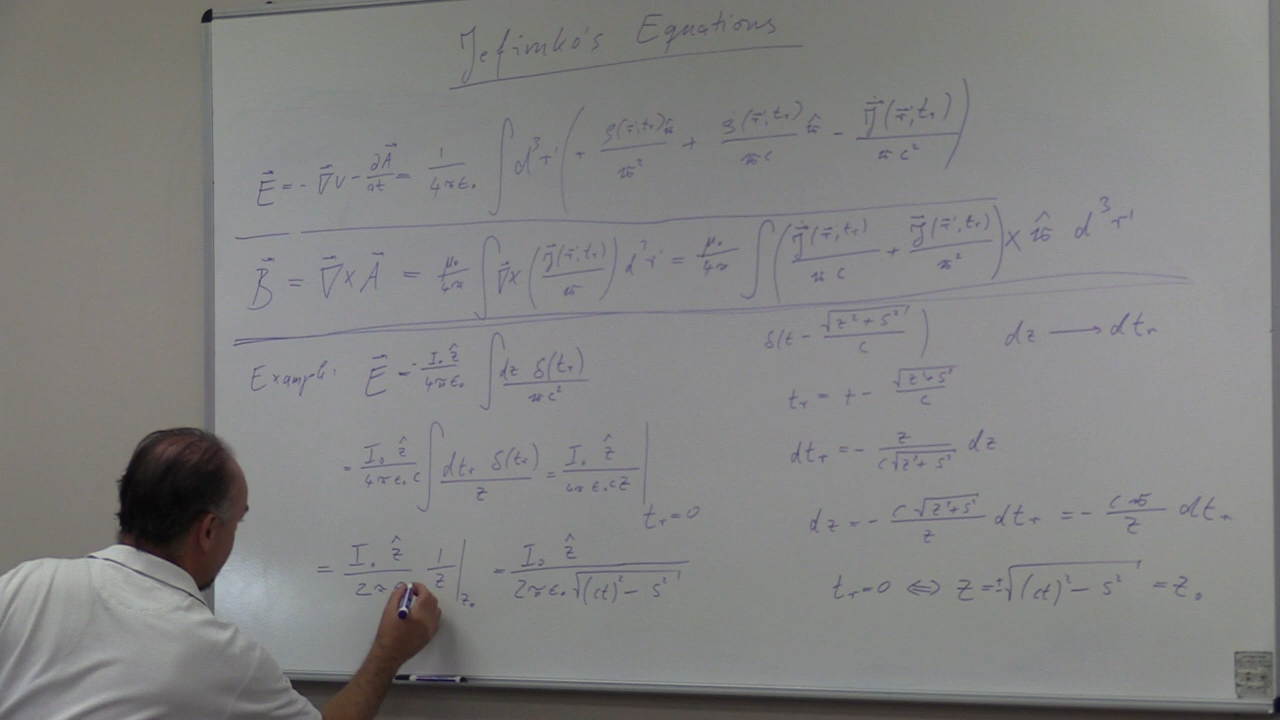 Jefimko's Equations
E⃗ = - ∇⃗V - ∂A⃗/∂t = 1/4πε₀ ∫ d³r' ( + ρ(r⃗',tᵣ) r̂/r² + ρ̇(r⃗',tᵣ)/rc r̂ - J⃗̇(r⃗',tᵣ)/rc² )
B⃗ = ∇⃗×A⃗ = μ₀/4π ∫ ∇⃗× ( J⃗(r⃗',tᵣ)/r ) d³r' = μ₀/4π ∫ ( J⃗̇(r⃗',tᵣ)/rc + J⃗(r⃗',tᵣ)/r² ) × r̂ d³r'
δ(t - √(z²+s²)/c ) dz ⟶ dtᵣ
Example: E⃗ = - I₀ ẑ/4πε₀ ∫ dz δ̇(tᵣ)/rc²
tᵣ = t - √(z²+s²)/c
= I₀ ẑ/4πε₀c ∫ dtᵣ δ̇(tᵣ)/z = I₀ ẑ/4πε₀cz |tᵣ=0
dtᵣ = - z/c√(z²+s²) dz
dz = - c√(z²+s²)/z dtᵣ = - cr/z dtᵣ
= I₀ ẑ/2π 1/z |z₀ = I₀ ẑ/2πε₀√((ct)²-s²)
tᵣ=0 ⇔ z = ±√((ct)²-s²) = z₀